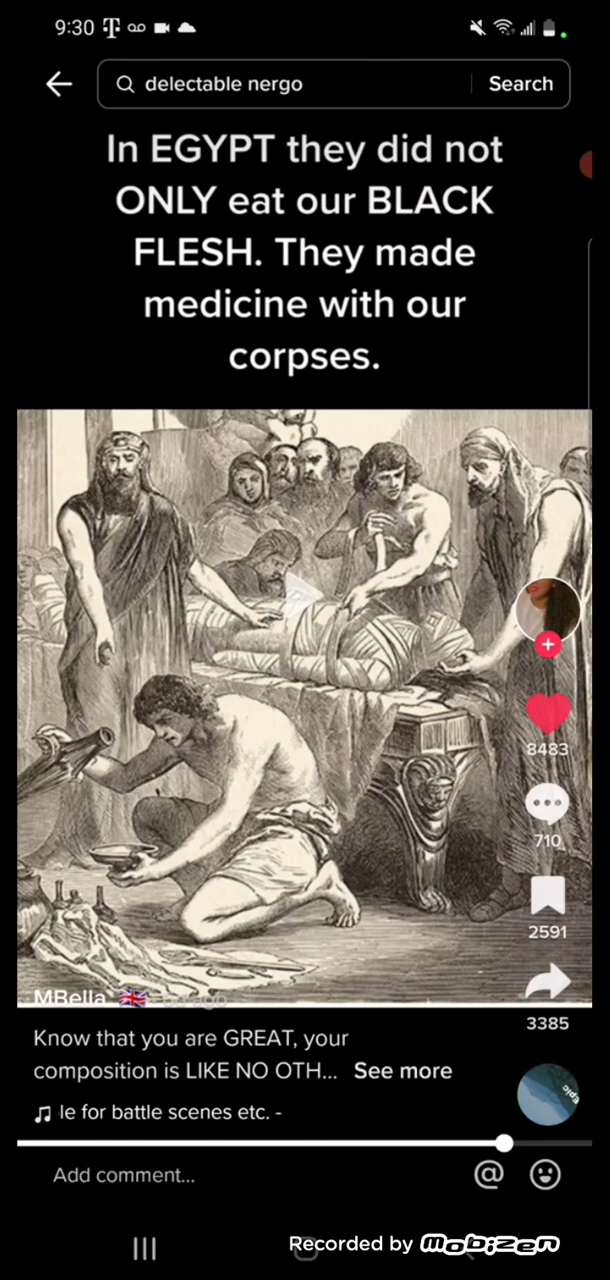 9:30
delectable nergo
Search
In EGYPT they did not
ONLY eat our BLACK
FLESH. They made
medicine with our
corpses.
8483
710
2591
MBella 🇬🇧
3385
Know that you are GREAT, your
composition is LIKE NO OTH... See more
le for battle scenes etc. -
Epic
Add comment...
@
Recorded by Mobizen